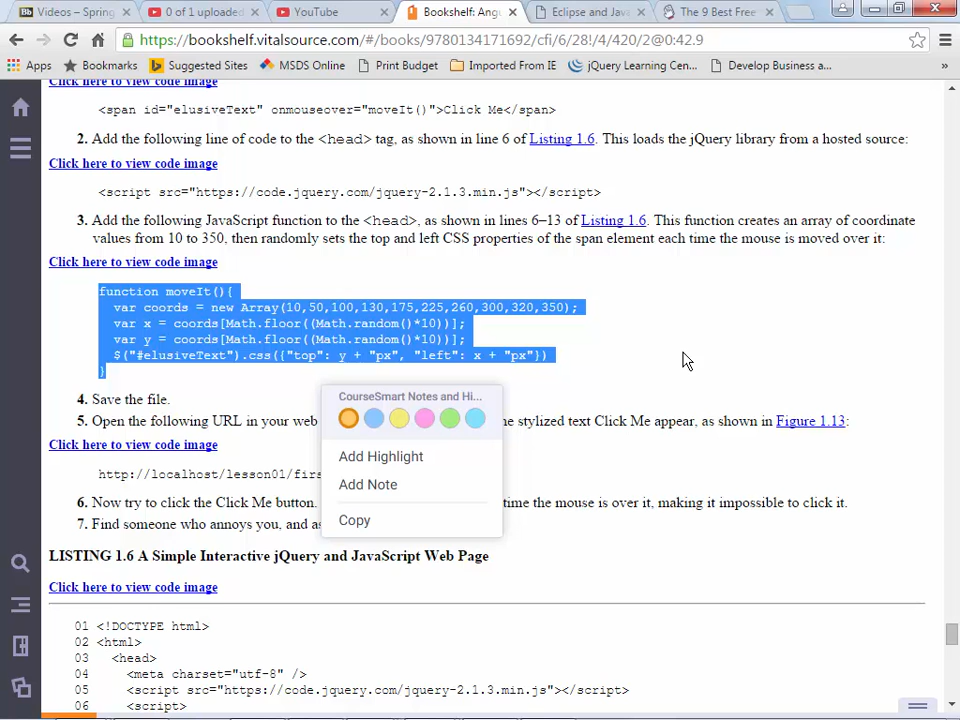 Videos – Spring
0 of 1 uploaded
YouTube
Bookshelf: Angu
Eclipse and Java
The 9 Best Free
https://bookshelf.vitalsource.com/#/books/9780134171692/cfi/6/28!/4/420/2@0:42.9
Apps
Bookmarks
Suggested Sites
MSDS Online
Print Budget
Imported From IE
jQuery Learning Cen...
Develop Business a...
»
Click here to view code image
<span id="elusiveText" onmouseover="moveIt()">Click Me</span>
2. Add the following line of code to the <head> tag, as shown in line 6 of Listing 1.6. This loads the jQuery library from a hosted source:
Click here to view code image
<script src="https://code.jquery.com/jquery-2.1.3.min.js"></script>
3. Add the following JavaScript function to the <head>, as shown in lines 6–13 of Listing 1.6. This function creates an array of coordinate
values from 10 to 350, then randomly sets the top and left CSS properties of the span element each time the mouse is moved over it:
Click here to view code image
function moveIt(){
var coords = new Array(10,50,100,130,175,225,260,300,320,350);
var x = coords[Math.floor((Math.random()*10))];
var y = coords[Math.floor((Math.random()*10))];
$("#elusiveText").css({"top": y + "px", "left": x + "px"})
}
4. Save the file.
5. Open the following URL in your web
e stylized text Click Me appear, as shown in Figure 1.13:
Click here to view code image
http://localhost/lesson01/firs
6. Now try to click the Click Me button.
time the mouse is over it, making it impossible to click it.
7. Find someone who annoys you, and as
CourseSmart Notes and Hi...
Add Highlight
Add Note
Copy
LISTING 1.6 A Simple Interactive jQuery and JavaScript Web Page
Click here to view code image
01 <!DOCTYPE html>
02 <html>
03 <head>
04 <meta charset="utf-8" />
05 <script src="https://code.jquery.com/jquery-2.1.3.min.js"></script>
06 <script>